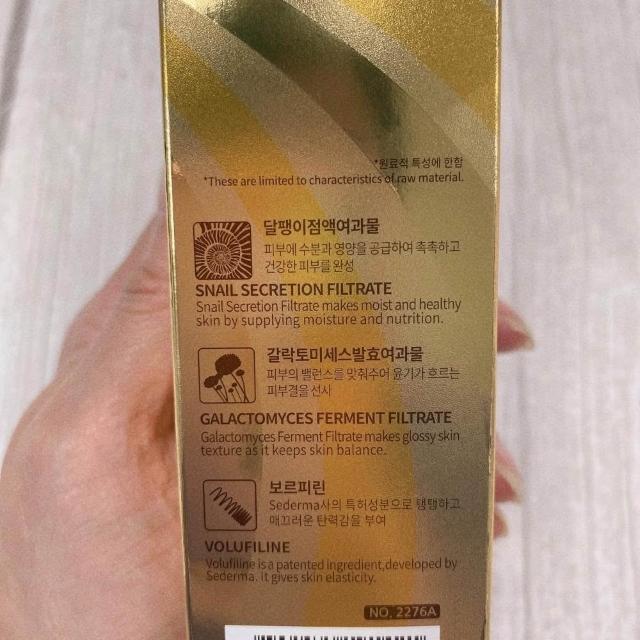 *원료적 특성에 한함
*These are limited to characteristics of raw material.
달팽이점액여과물
피부에 수분과 영양을 공급하여 촉촉하고
건강한 피부를 완성
SNAIL SECRETION FILTRATE
Snail Secretion Filtrate makes moist and healthy
skin by supplying moisture and nutrition.
갈락토미세스발효여과물
피부의 밸런스를 맞춰주어 윤기가 흐르는
피부결을 선사
GALACTOMYCES FERMENT FILTRATE
Galactomyces Ferment Filtrate makes glossy skin
texture as it keeps skin balance.
보르피린
Sederma사의 특허성분으로 탱탱하고
매끄러운 탄력감을 부여
VOLUFILINE
Volufiline is a patented ingredient,developed by
Sederma. it gives skin elasticity.
NO. 2276A